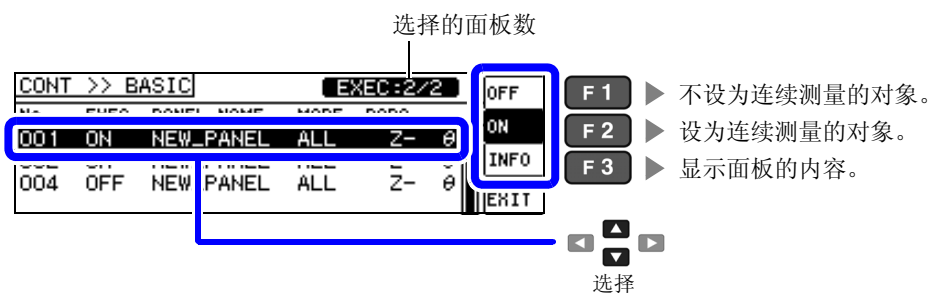 选择的面板数
CONT >> BASIC EXEC:2/2
001 ON NEW_PANEL ALL Z- θ
004 OFF NEW_PANEL ALL Z- θ
OFF
ON
INFO
EXIT
F1 不设为连续测量的对象。
F2 设为连续测量的对象。
F3 显示面板的内容。
选择